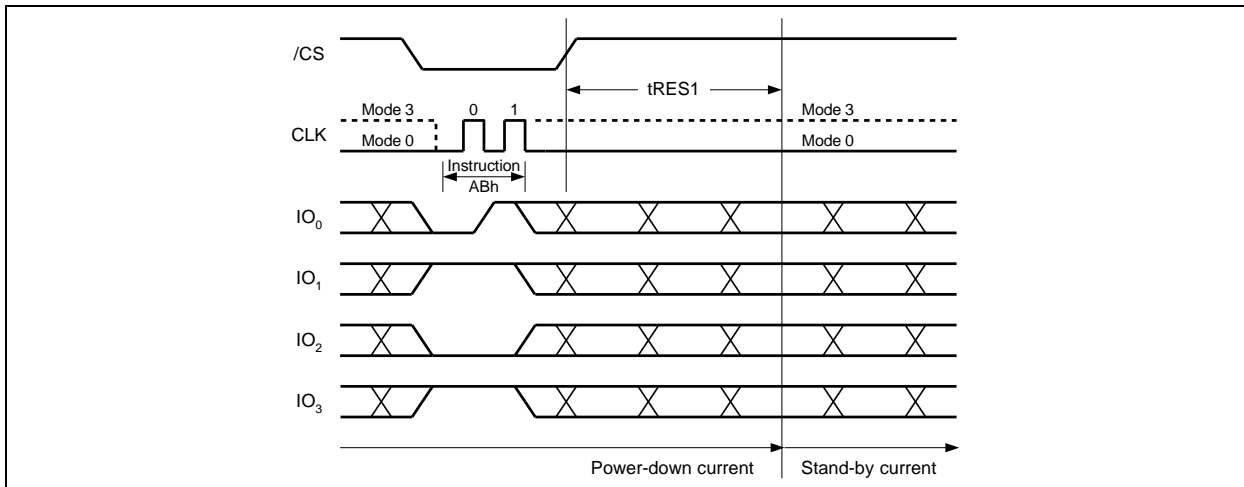 /CS
tRES1
Mode 3 0 1 Mode 3
CLK
Mode 0 Mode 0
Instruction
ABh
IO0
IO1
IO2
IO3
Power-down current Stand-by current